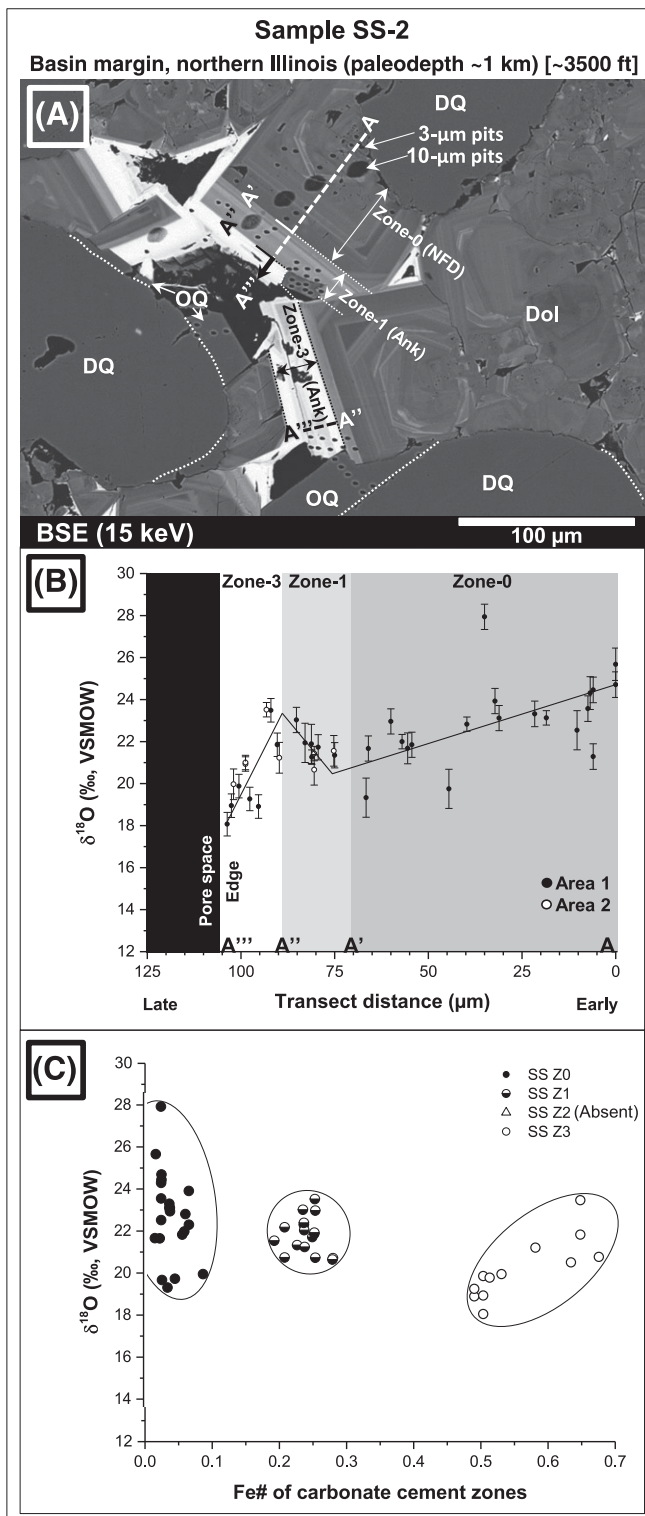 Sample SS-2
Basin margin, northern Illinois (paleodepth ~1 km) [~3500 ft]
(A)
DQ
A
3-µm pits
10-µm pits
A'
A''
Zone-0 (NFD)
A'''
Zone-1 (Ank)
OQ
Dol
DQ
Zone-3
(Ank)
A'''
A''
OQ
DQ
BSE (15 keV)
100 µm
(B)
Zone-3 Zone-1 Zone-0
30
28
26
24
22
20
18
16
14
12
δ18O (‰, VSMOW)
Pore space
Edge
Area 1
Area 2
A''' A'' A' A
125 100 75 50 25 0
Late Transect distance (µm) Early
(C)
30
28
26
24
22
20
18
16
14
12
δ18O (‰, VSMOW)
SS Z0
SS Z1
SS Z2 (Absent)
SS Z3
0.0 0.1 0.2 0.3 0.4 0.5 0.6 0.7
Fe# of carbonate cement zones